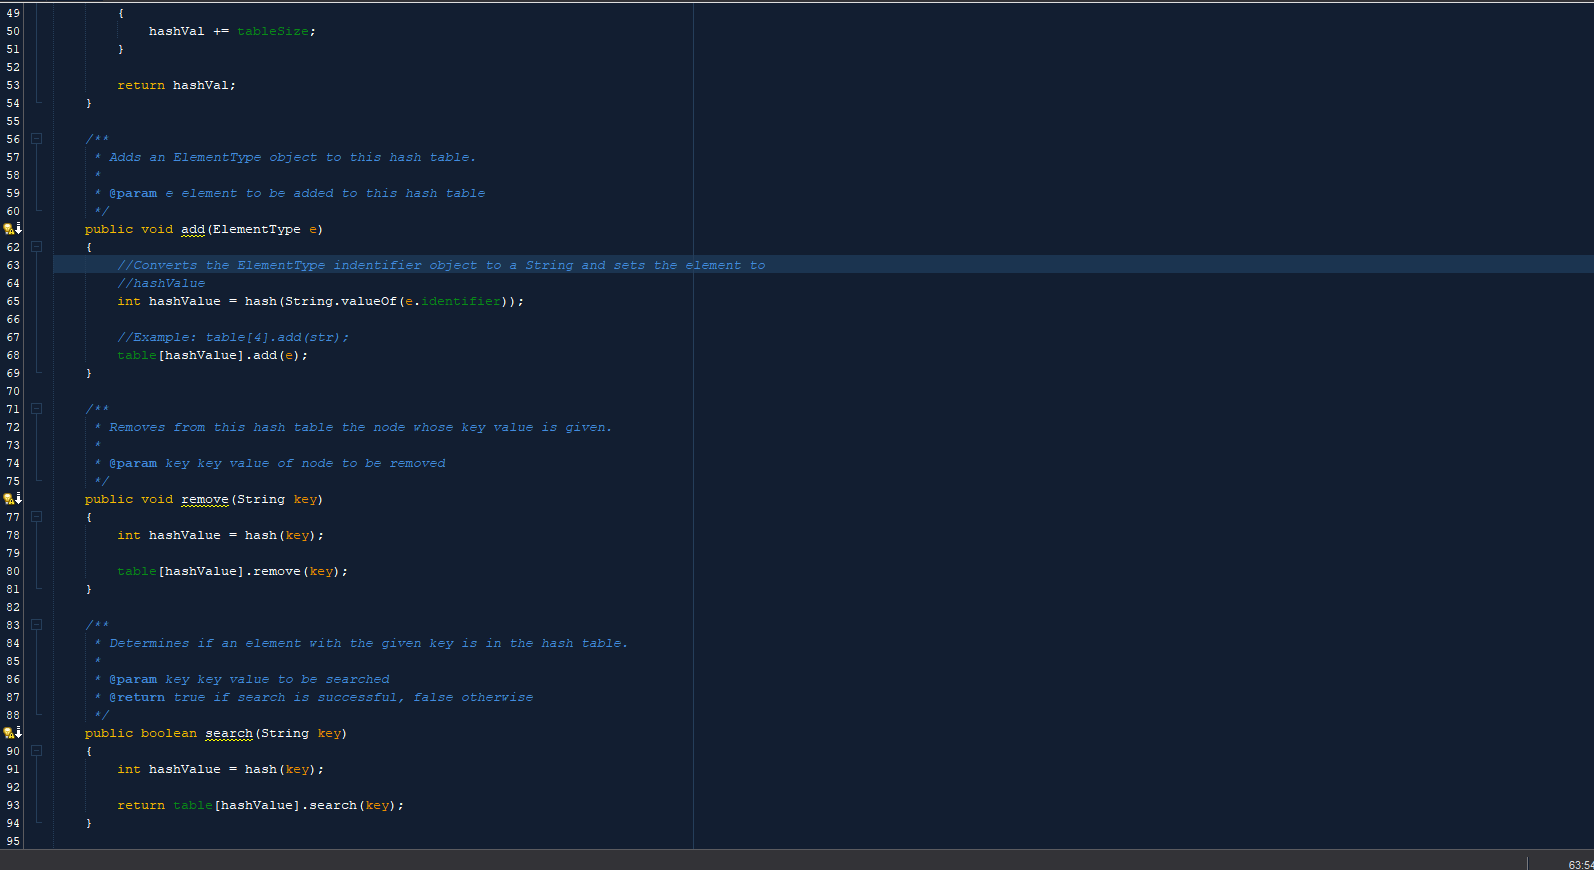 49 {
50 hashVal += tableSize;
51 }
52
53 return hashVal;
54 }
55
56 /**
57 * Adds an ElementType object to this hash table.
58 *
59 * @param e element to be added to this hash table
60 */
public void add(ElementType e)
62 {
63 //Converts the ElementType indentifier object to a String and sets the element to
64 //hashValue
65 int hashValue = hash(String.valueOf(e.identifier));
66
67 //Example: table[4].add(str);
68 table[hashValue].add(e);
69 }
70
71 /**
72 * Removes from this hash table the node whose key value is given.
73 *
74 * @param key key value of node to be removed
75 */
public void remove(String key)
77 {
78 int hashValue = hash(key);
79
80 table[hashValue].remove(key);
81 }
82
83 /**
84 * Determines if an element with the given key is in the hash table.
85 *
86 * @param key key value to be searched
87 * @return true if search is successful, false otherwise
88 */
public boolean search(String key)
90 {
91 int hashValue = hash(key);
92
93 return table[hashValue].search(key);
94 }
95
63:54